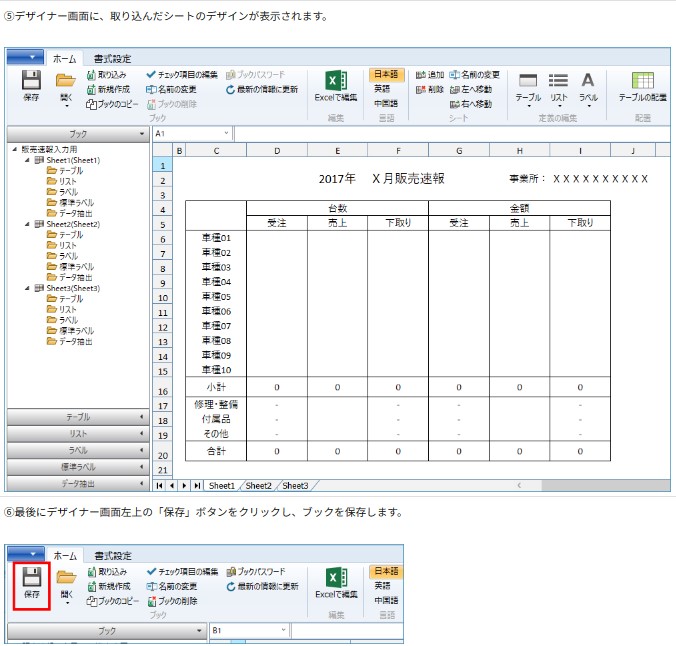 ⑤デザイナー画面に、取り込んだシートのデザインが表示されます。
ホーム 書式設定
保存 開く 取り込み 新規作成 ブックのコピー チェック項目の編集 名前の変更 ブックの削除 ブックパスワード 最新の情報に更新 Excelで編集 日本語 英語 中国語 追加 削除 名前の変更 左へ移動 右へ移動 テーブル リスト ラベル テーブルの配置
ブック 編集 言語 シート 定義の編集 配置
ブック A1
販売速報入力用
Sheet1(Sheet1)
テーブル
リスト
ラベル
標準ラベル
データ抽出
Sheet2(Sheet2)
テーブル
リスト
ラベル
標準ラベル
データ抽出
Sheet3(Sheet3)
テーブル
リスト
ラベル
標準ラベル
データ抽出
テーブル
リスト
ラベル
標準ラベル
データ抽出
B C D E F G H I J
1
2 2017年 X月販売速報 事業所: XXXXXXXXXX
3
4 台数 金額
5 受注 売上 下取り 受注 売上 下取り
6 車種01
7 車種02
8 車種03
9 車種04
10 車種05
11 車種06
12 車種07
13 車種08
14 車種09
15 車種10
16 小計 0 0 0 0 0 0
17 修理・整備 - - - - -
18 付属品 - - - - -
19 その他 - - - - -
20 合計 0 0 0 0 0 0
21
Sheet1 Sheet2 Sheet3
⑥最後にデザイナー画面左上の「保存」ボタンをクリックし、ブックを保存します。
ホーム 書式設定
保存 開く 取り込み 新規作成 ブックのコピー チェック項目の編集 名前の変更 ブックの削除 ブックパスワード 最新の情報に更新 Excelで編集 日本語 英語 中国語
ブック 編集 言語
ブック B1